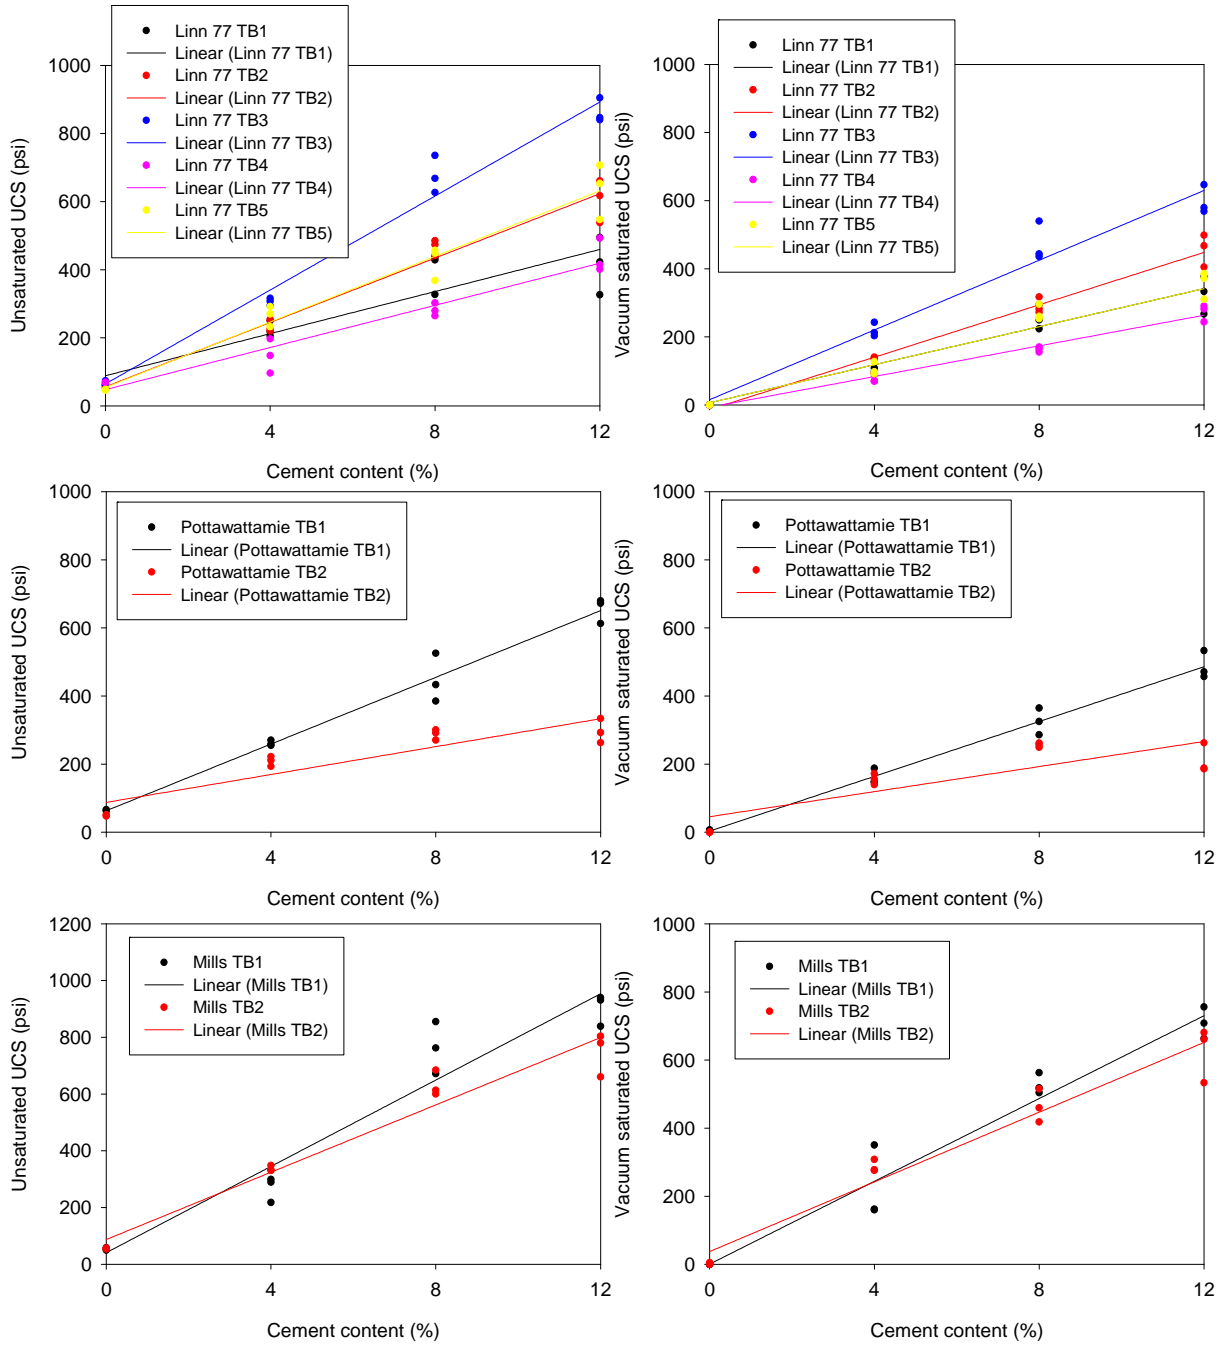 Linn 77 TB1
Linear (Linn 77 TB1)
Linn 77 TB2
Linear (Linn 77 TB2)
Linn 77 TB3
Linear (Linn 77 TB3)
Linn 77 TB4
Linear (Linn 77 TB4)
Linn 77 TB5
Linear (Linn 77 TB5)
Unsaturated UCS (psi)
1000
800
600
400
200
0
0 4 8 12
Cement content (%)
Linn 77 TB1
Linear (Linn 77 TB1)
Linn 77 TB2
Linear (Linn 77 TB2)
Linn 77 TB3
Linear (Linn 77 TB3)
Linn 77 TB4
Linear (Linn 77 TB4)
Linn 77 TB5
Linear (Linn 77 TB5)
Vacuum saturated UCS (psi)
1000
800
600
400
200
0
0 4 8 12
Cement content (%)
Pottawattamie TB1
Linear (Pottawattamie TB1)
Pottawattamie TB2
Linear (Pottawattamie TB2)
Unsaturated UCS (psi)
1000
800
600
400
200
0
0 4 8 12
Cement content (%)
Pottawattamie TB1
Linear (Pottawattamie TB1)
Pottawattamie TB2
Linear (Pottawattamie TB2)
Vacuum saturated UCS (psi)
1000
800
600
400
200
0
0 4 8 12
Cement content (%)
Mills TB1
Linear (Mills TB1)
Mills TB2
Linear (Mills TB2)
Unsaturated UCS (psi)
1200
1000
800
600
400
200
0
0 4 8 12
Cement content (%)
Mills TB1
Linear (Mills TB1)
Mills TB2
Linear (Mills TB2)
Vacuum saturated UCS (psi)
1000
800
600
400
200
0
0 4 8 12
Cement content (%)